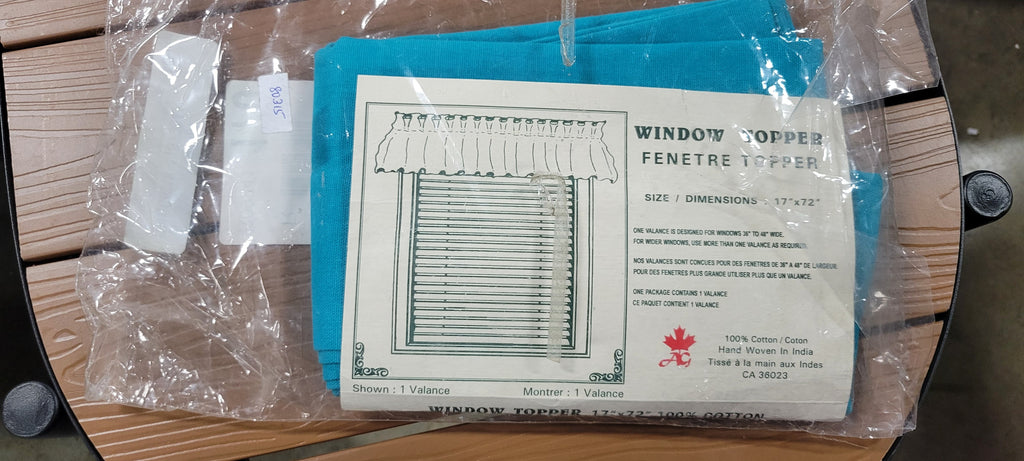 80315
WINDOW TOPPER
FENETRE TOPPER
SIZE / DIMENSIONS : 17"x72"
ONE VALANCE IS DESIGNED FOR WINDOWS 36" TO 48" WIDE.
FOR WIDER WINDOWS, USE MORE THAN ONE VALANCE AS REQUIRED.
NOS VALANCES SONT CONCUES POUR DES FENETRES DE 36" A 48" DE LARGEUR.
POUR DES FENETRES PLUS GRANDE UTILISER PLUS QUE UN VALANCE.
ONE PACKAGE CONTAINS 1 VALANCE
CE PAQUET CONTIENT 1 VALANCE
AG
100% Cotton / Coton
Hand Woven In India
Tissé à la main aux Indes
CA 36023
Shown : 1 Valance
Montrer : 1 Valance
WINDOW TOPPER 17"x72" 100% COTTON